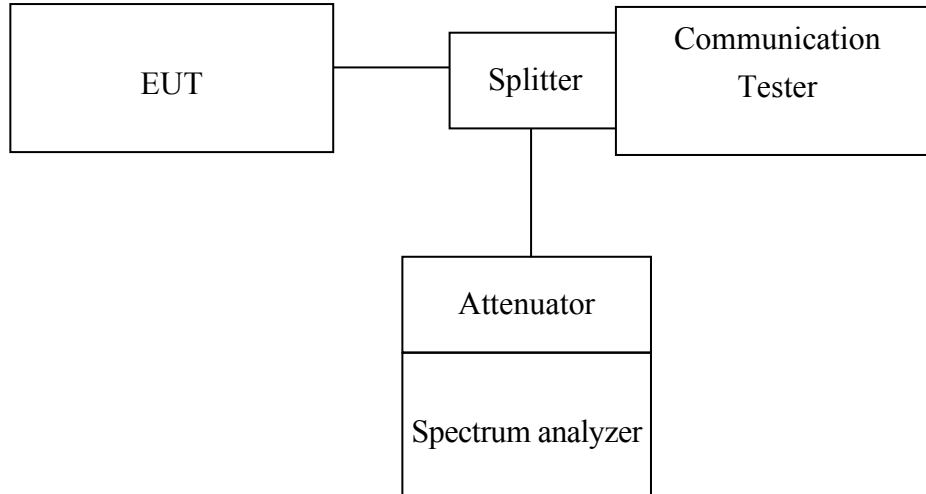 EUT
Splitter
Communication
Tester
Attenuator
Spectrum analyzer